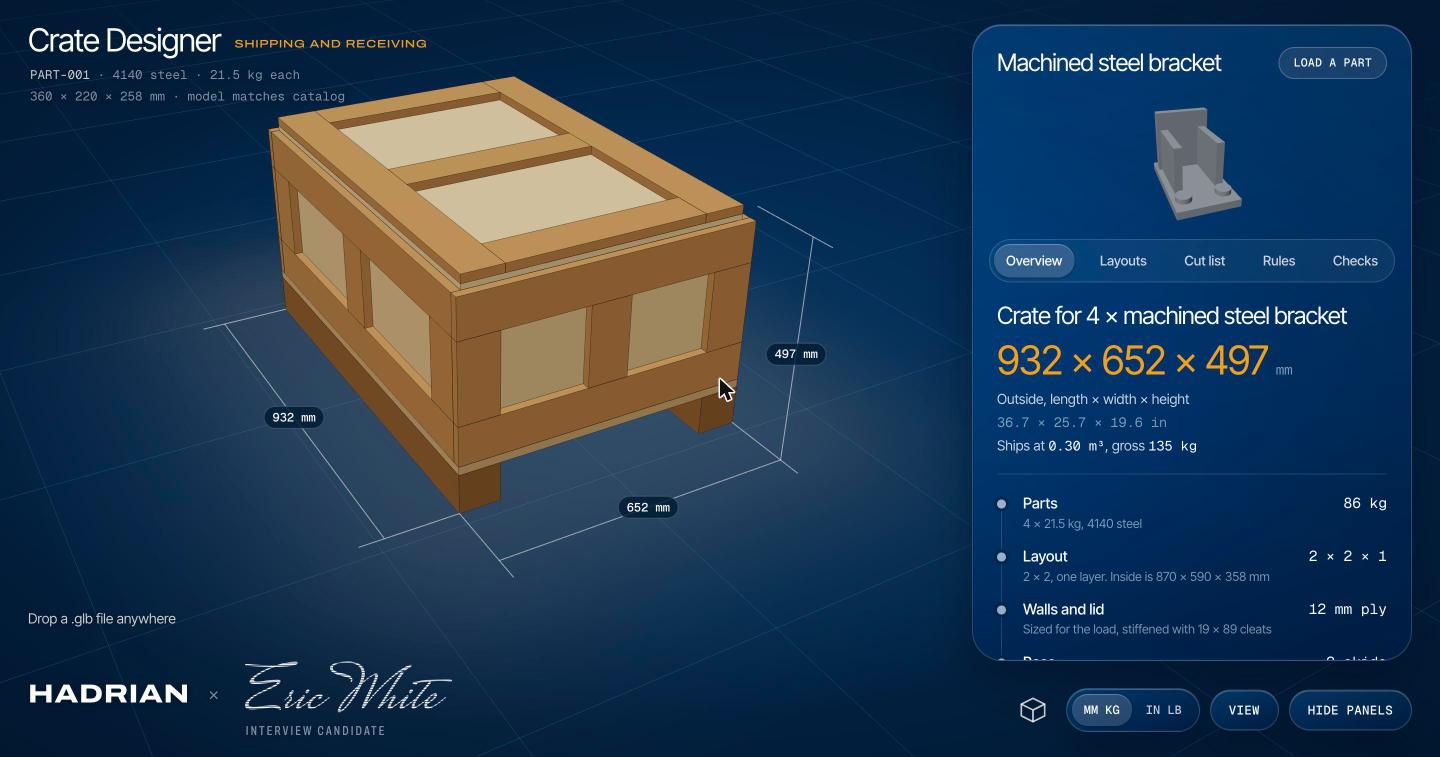 Crate Designer SHIPPING AND RECEIVING
PART-001 · 4140 steel · 21.5 kg each
360 × 220 × 258 mm · model matches catalog
932 mm
652 mm
497 mm
Drop a .glb file anywhere
HADRIAN × Eric White
INTERVIEW CANDIDATE
Machined steel bracket
LOAD A PART
Overview
Layouts
Cut list
Rules
Checks
Crate for 4 × machined steel bracket
932 × 652 × 497 mm
Outside, length × width × height
36.7 × 25.7 × 19.6 in
Ships at 0.30 m³, gross 135 kg
Parts 86 kg
4 × 21.5 kg, 4140 steel
Layout 2 × 2 × 1
2 × 2, one layer. Inside is 870 × 590 × 358 mm
Walls and lid 12 mm ply
Sized for the load, stiffened with 19 × 89 cleats
MM KG
IN LB
VIEW
HIDE PANELS